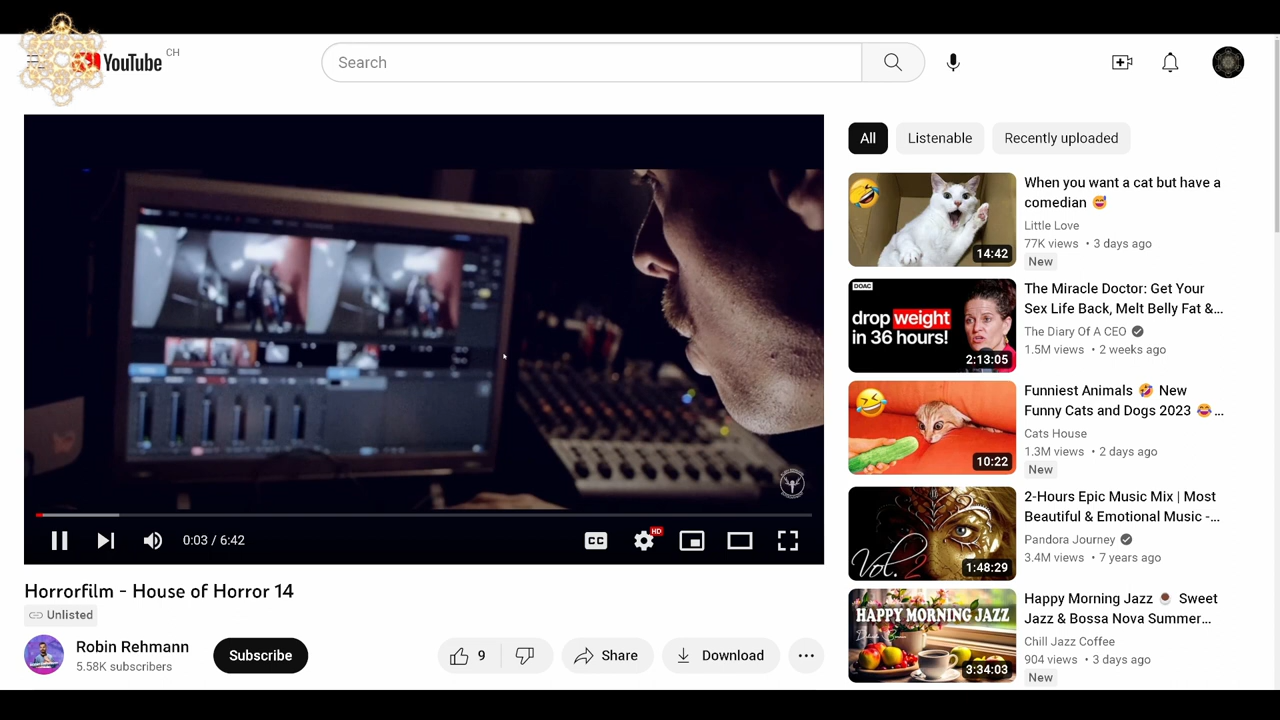 YouTube CH
Search
All
Listenable
Recently uploaded
14:42
When you want a cat but have a
comedian 😅
Little Love
77K views • 3 days ago
New
DOAC
drop weight
in 36 hours!
2:13:05
The Miracle Doctor: Get Your
Sex Life Back, Melt Belly Fat &...
The Diary Of A CEO
1.5M views • 2 weeks ago
10:22
Funniest Animals 🤣 New
Funny Cats and Dogs 2023 😂 ...
Cats House
1.3M views • 2 days ago
New
Vol. 2
1:48:29
2-Hours Epic Music Mix | Most
Beautiful & Emotional Music -...
Pandora Journey
3.4M views • 7 years ago
HAPPY MORNING JAZZ
3:34:03
Happy Morning Jazz ☕ Sweet
Jazz & Bossa Nova Summer...
Chill Jazz Coffee
904 views • 3 days ago
New
0:03 / 6:42
CC
HD
Horrorfilm - House of Horror 14
Unlisted
Robin Rehmann
5.58K subscribers
Subscribe
9
Share
Download